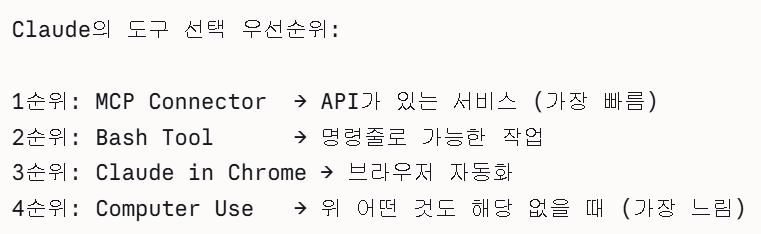 Claude의 도구 선택 우선순위:
1순위: MCP Connector → API가 있는 서비스 (가장 빠름)
2순위: Bash Tool → 명령줄로 가능한 작업
3순위: Claude in Chrome → 브라우저 자동화
4순위: Computer Use → 위 어떤 것도 해당 없을 때 (가장 느림)